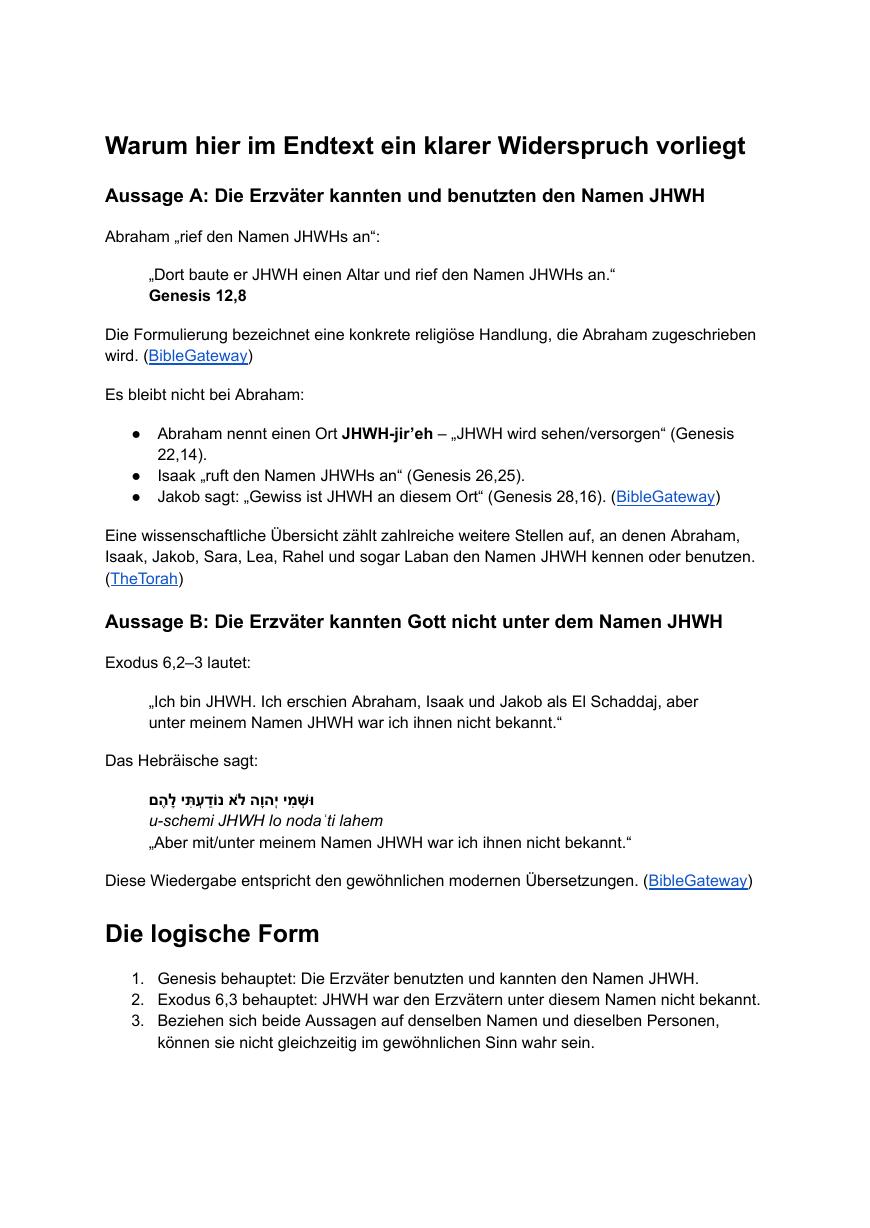 Warum hier im Endtext ein klarer Widerspruch vorliegt
Aussage A: Die Erzväter kannten und benutzten den Namen JHWH
Abraham „rief den Namen JHWHs an“:
„Dort baute er JHWH einen Altar und rief den Namen JHWHs an.“
Genesis 12,8
Die Formulierung bezeichnet eine konkrete religiöse Handlung, die Abraham zugeschrieben
wird. (BibleGateway)
Es bleibt nicht bei Abraham:
● Abraham nennt einen Ort JHWH-jir’eh – „JHWH wird sehen/versorgen“ (Genesis
22,14).
● Isaak „ruft den Namen JHWHs an“ (Genesis 26,25).
● Jakob sagt: „Gewiss ist JHWH an diesem Ort“ (Genesis 28,16). (BibleGateway)
Eine wissenschaftliche Übersicht zählt zahlreiche weitere Stellen auf, an denen Abraham,
Isaak, Jakob, Sara, Lea, Rahel und sogar Laban den Namen JHWH kennen oder benutzen.
(TheTorah)
Aussage B: Die Erzväter kannten Gott nicht unter dem Namen JHWH
Exodus 6,2–3 lautet:
„Ich bin JHWH. Ich erschien Abraham, Isaak und Jakob als El Schaddaj, aber
unter meinem Namen JHWH war ich ihnen nicht bekannt.“
Das Hebräische sagt:
וּשְׁמִי יְהוָה לֹא נוֹדַעְתִּי לָהֶם
u-schemi JHWH lo nodaʿti lahem
„Aber mit/unter meinem Namen JHWH war ich ihnen nicht bekannt.“
Diese Wiedergabe entspricht den gewöhnlichen modernen Übersetzungen. (BibleGateway)
Die logische Form
1. Genesis behauptet: Die Erzväter benutzten und kannten den Namen JHWH.
2. Exodus 6,3 behauptet: JHWH war den Erzvätern unter diesem Namen nicht bekannt.
3. Beziehen sich beide Aussagen auf denselben Namen und dieselben Personen,
können sie nicht gleichzeitig im gewöhnlichen Sinn wahr sein.